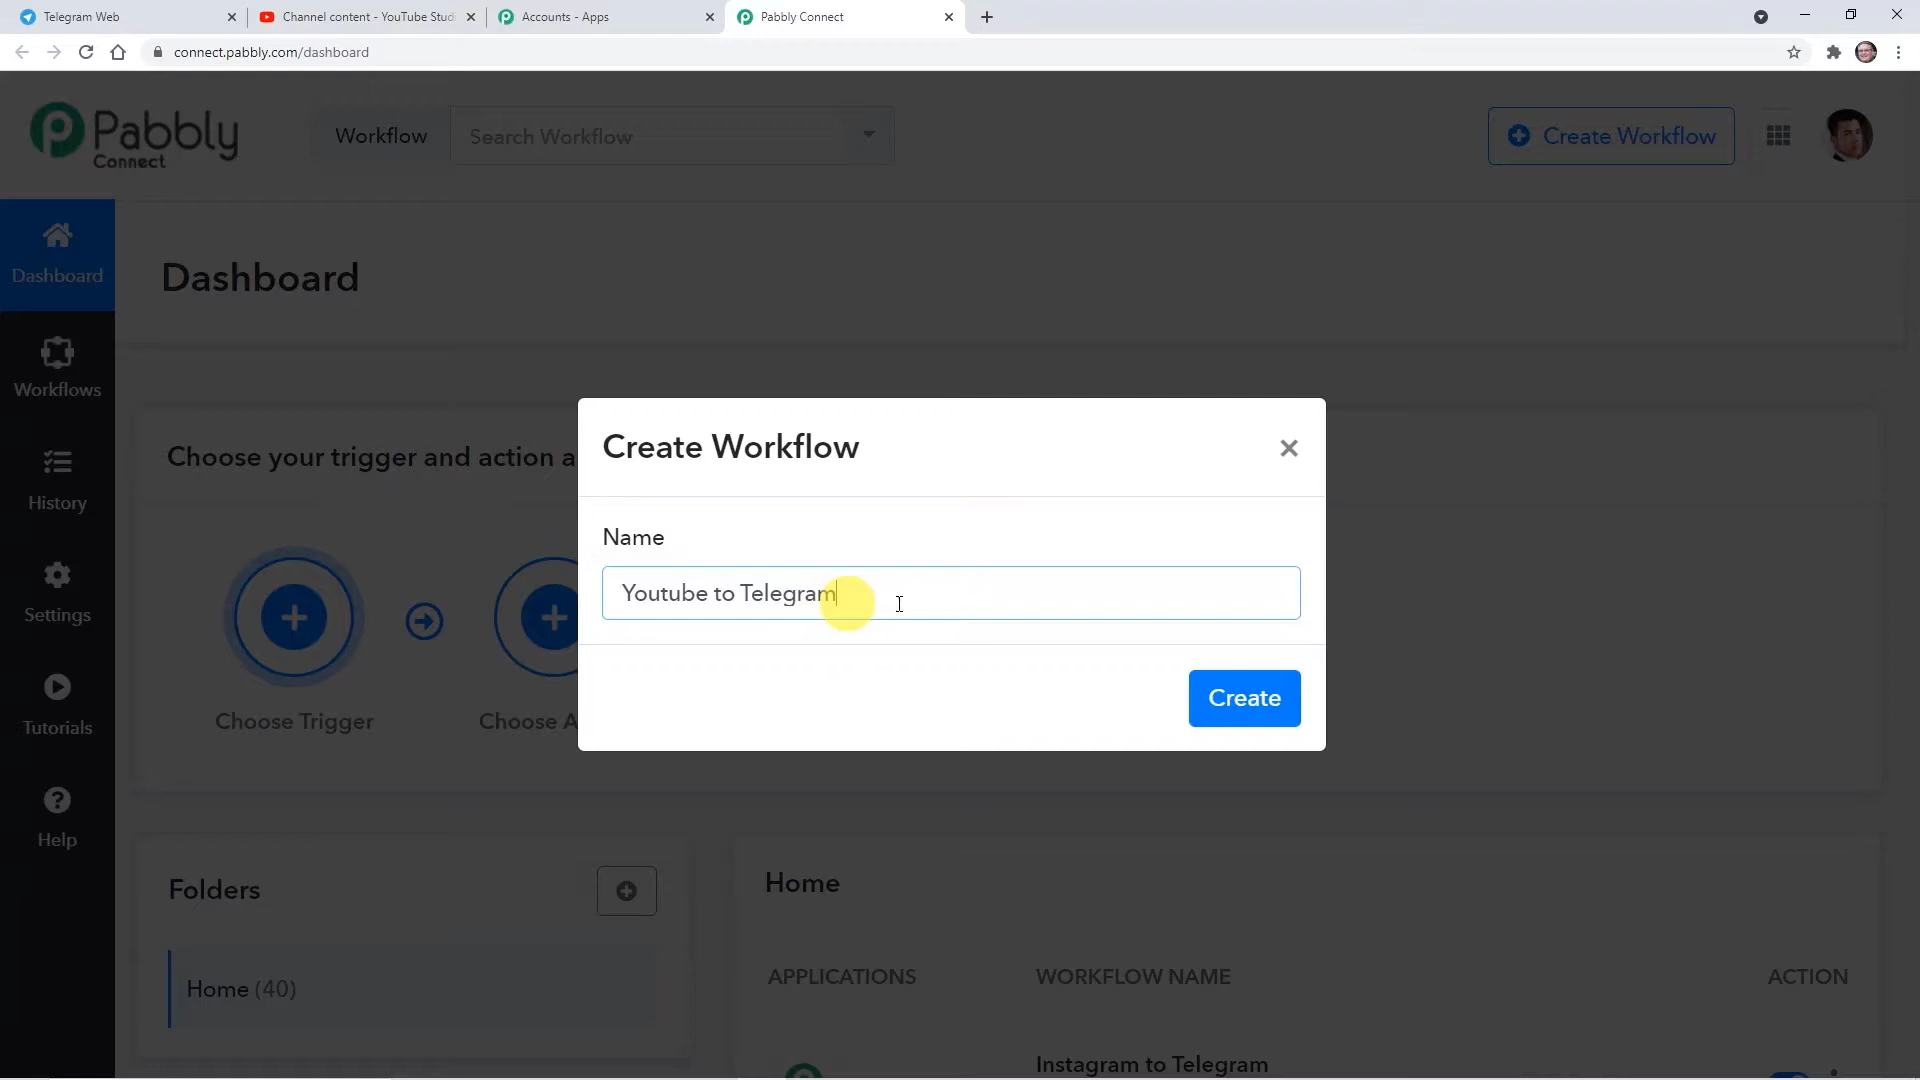 Telegram Web
Channel content - YouTube Studi
Accounts - Apps
Pabbly Connect
connect.pabbly.com/dashboard
Pabbly
Connect
Workflow
Search Workflow
Create Workflow
Dashboard
Workflows
History
Settings
Tutorials
Help
Dashboard
Choose your trigger and action a
Choose Trigger
Choose A
Create Workflow
Name
Youtube to Telegram
Create
Folders
Home (40)
Home
APPLICATIONS
WORKFLOW NAME
ACTION
Instagram to Telegram